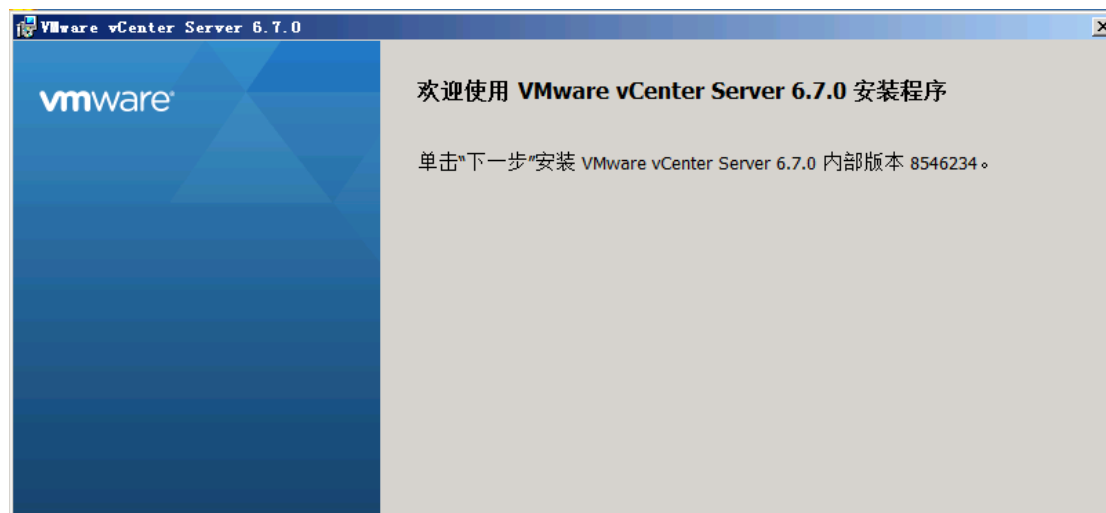 VMware vCenter Server 6.7.0
vmware
欢迎使用 VMware vCenter Server 6.7.0 安装程序
单击“下一步”安装 VMware vCenter Server 6.7.0 内部版本 8546234。